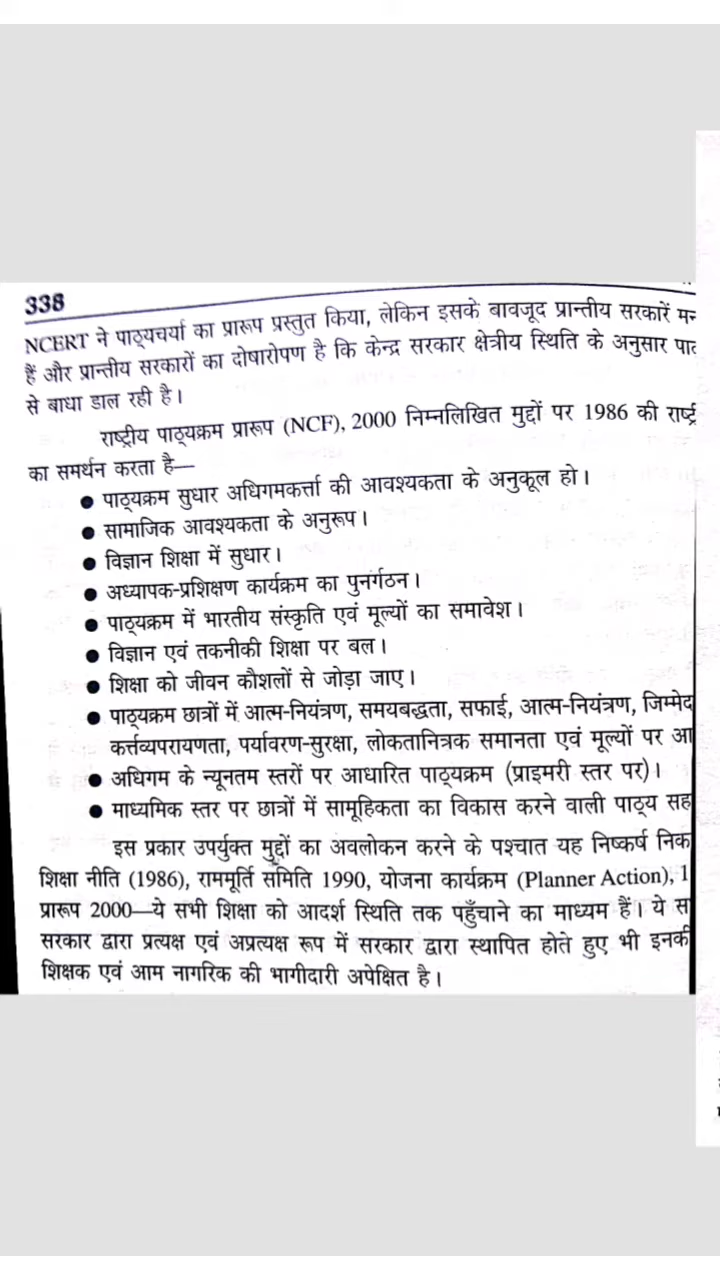 338
NCERT ने पाठ्यचर्या का प्रारूप प्रस्तुत किया, लेकिन इसके बावजूद प्रान्तीय सरकारें
हैं और प्रान्तीय सरकारों का दोषारोपण है कि केन्द्र सरकार क्षेत्रीय स्थिति के अनुसार
से बाधा डाल रही है।
राष्ट्रीय पाठ्यक्रम प्रारूप (NCF), 2000 निम्नलिखित मुद्दों पर 1986 की
का समर्थन करता है—
● पाठ्यक्रम सुधार अधिगमकर्त्ता की आवश्यकता के अनुकूल हो।
● सामाजिक आवश्यकता के अनुरूप।
● विज्ञान शिक्षा में सुधार।
● अध्यापक-प्रशिक्षण कार्यक्रम का पुनर्गठन।
● पाठ्यक्रम में भारतीय संस्कृति एवं मूल्यों का समावेश।
● विज्ञान एवं तकनीकी शिक्षा पर बल।
● शिक्षा को जीवन कौशलों से जोड़ा जाए।
● पाठ्यक्रम छात्रों में आत्म-नियंत्रण, समयबद्धता, सफाई, आत्म-नियंत्रण,
कर्त्तव्यपरायणता, पर्यावरण-सुरक्षा, लोकतानित्रक समानता एवं मूल्यों पर
● अधिगम के न्यूनतम स्तरों पर आधारित पाठ्यक्रम (प्राइमरी स्तर पर)।
● माध्यमिक स्तर पर छात्रों में सामूहिकता का विकास करने वाली पाठ्य
इस प्रकार उपर्युक्त मुद्दों का अवलोकन करने के पश्चात यह निष्कर्ष
शिक्षा नीति (1986), राममूर्ति समिति 1990, योजना कार्यक्रम (Planner Action),
प्रारूप 2000—ये सभी शिक्षा को आदर्श स्थिति तक पहुँचाने का माध्यम हैं। ये
सरकार द्वारा प्रत्यक्ष एवं अप्रत्यक्ष रूप में सरकार द्वारा स्थापित होते हुए भी इनकी
शिक्षक एवं आम नागरिक की भागीदारी अपेक्षित है।